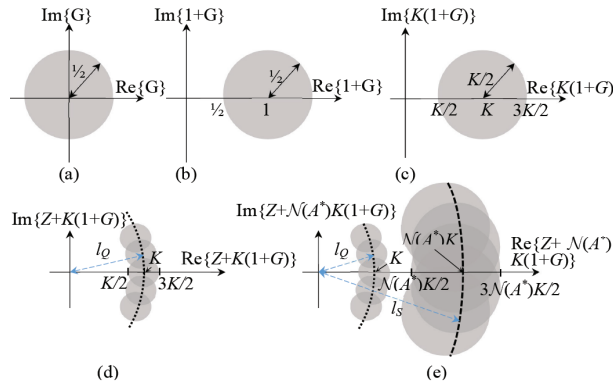 Im{G}
½
Re{G}
(a)
Im{1+G}
½
Re{1+G}
½
1
(b)
Im{K(1+G)}
K/2
Re{K(1+G)
K/2
K
3K/2
(c)
Im{Z+K(1+G)}
l_Q
K
Re{Z+K(1+G)}
K/2
3K/2
(d)
Im{Z+𝒩(A*)K(1+G)}
l_Q
K
𝒩(A*)K
Re{Z+ 𝒩(A*)
K(1+G)}
𝒩(A*)K/2
3𝒩(A*)K/2
l_S
(e)